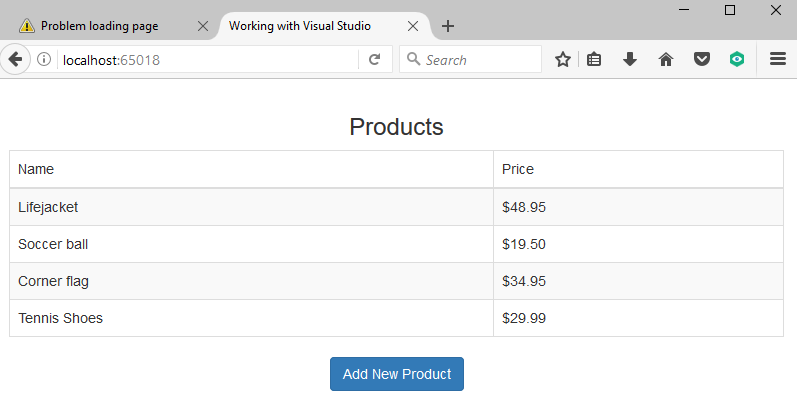 Problem loading page
Working with Visual Studio
localhost:65018
Search
Products
Name Price
Lifejacket $48.95
Soccer ball $19.50
Corner flag $34.95
Tennis Shoes $29.99
Add New Product